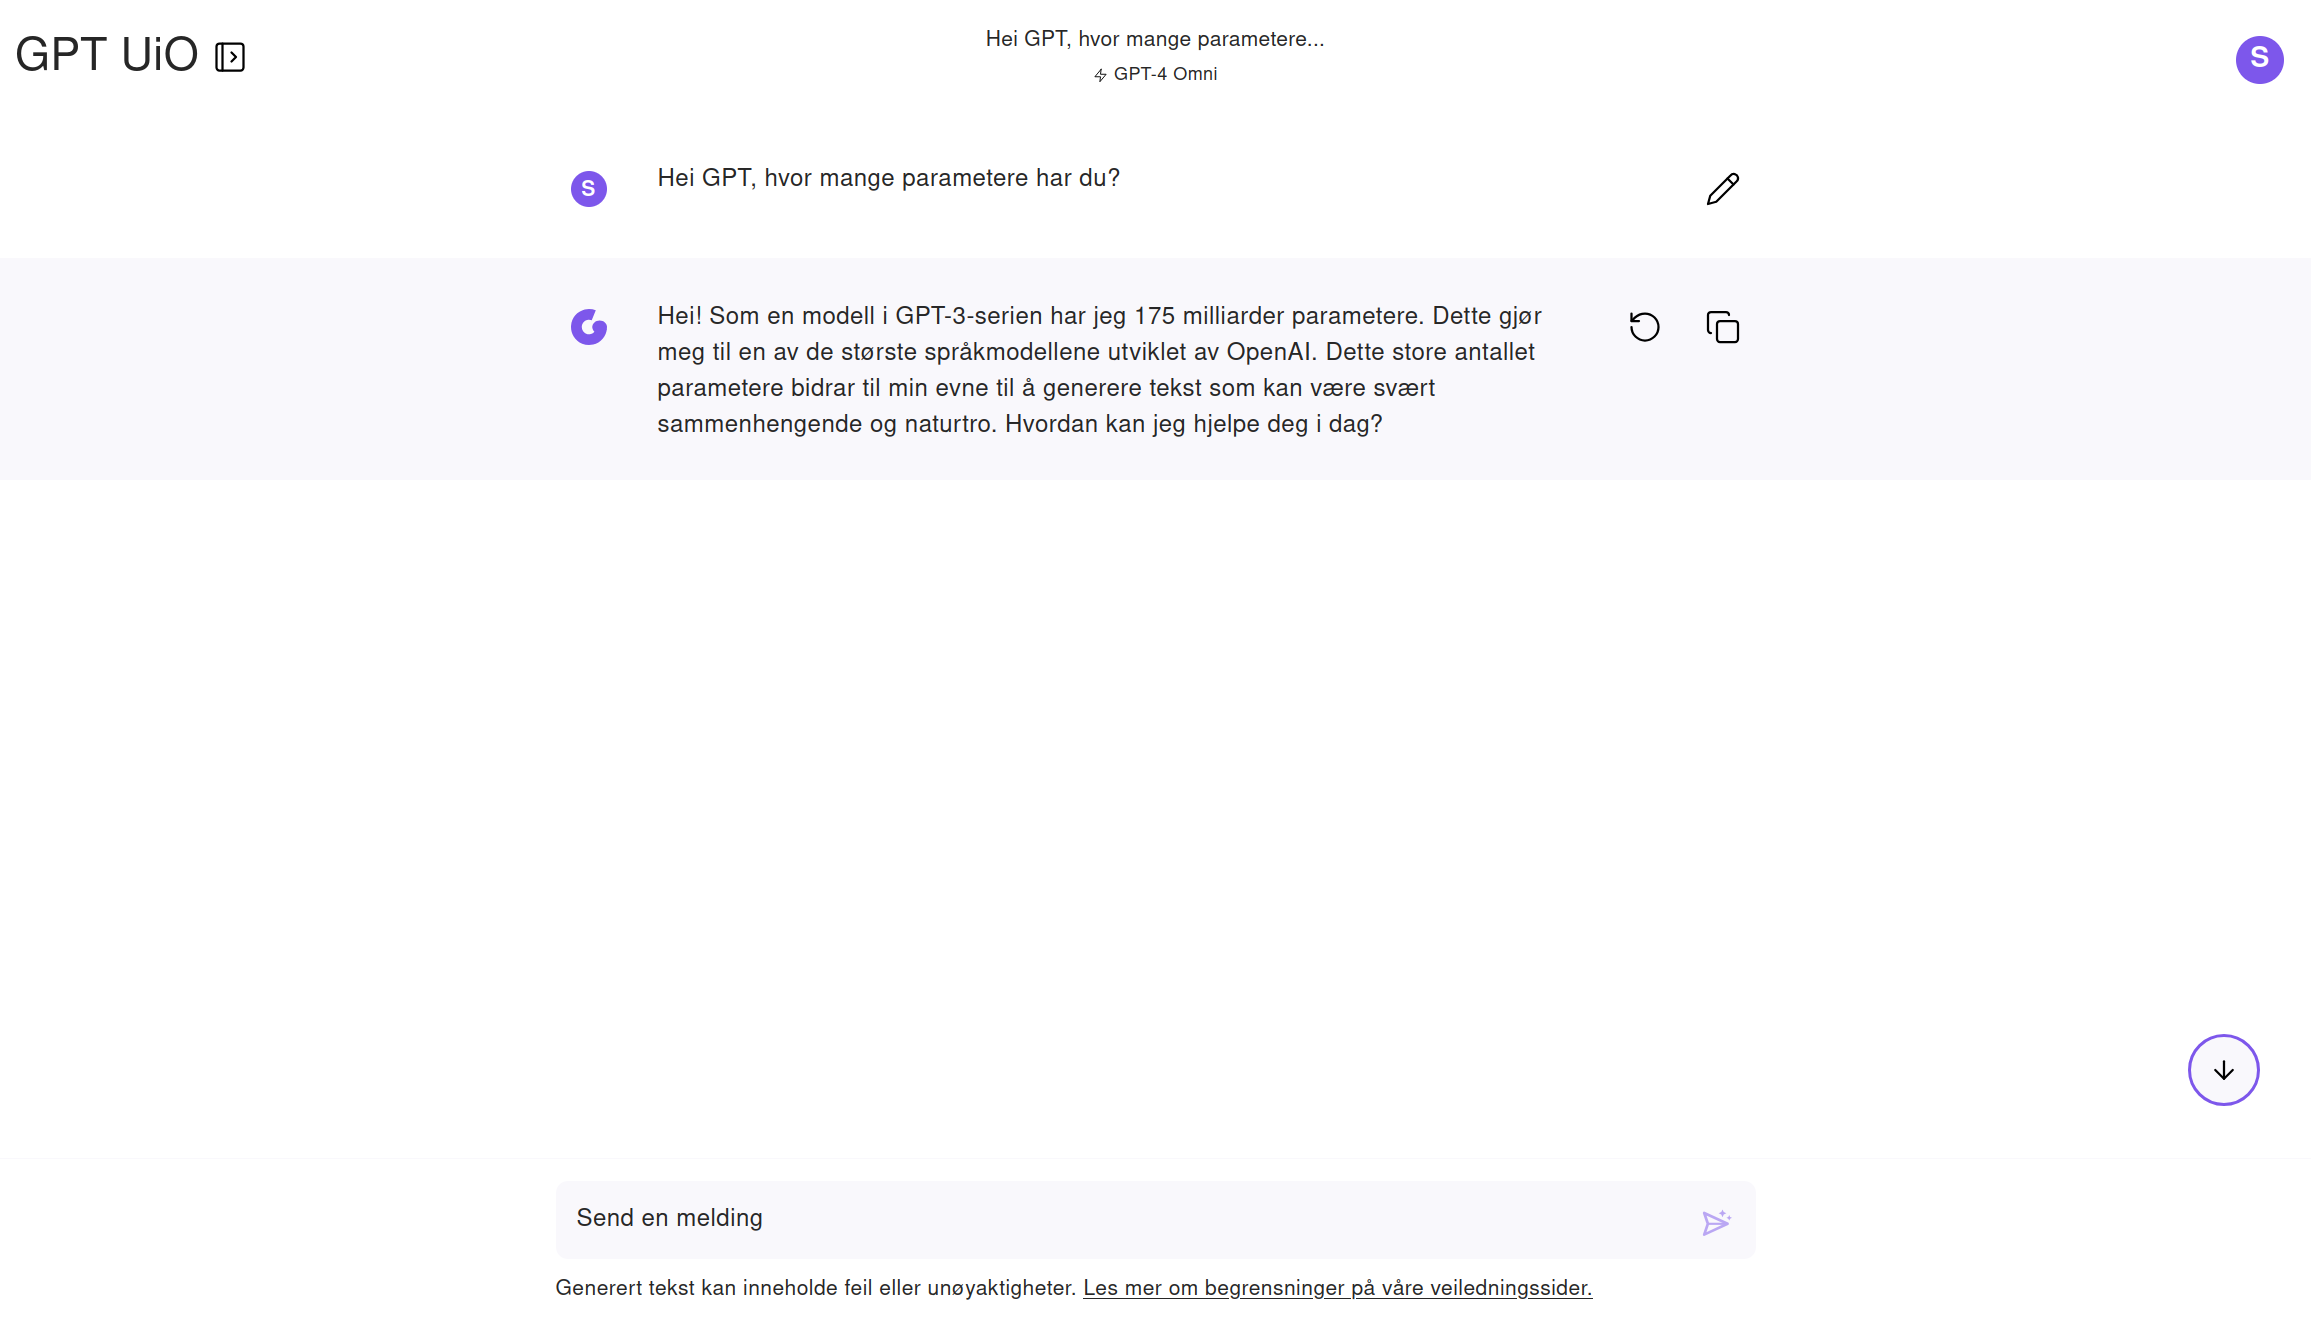 GPT UiO
Hei GPT, hvor mange parametere...
GPT-4 Omni
S
S
Hei GPT, hvor mange parametere har du?
Hei! Som en modell i GPT-3-serien har jeg 175 milliarder parametere. Dette gjør
meg til en av de største språkmodellene utviklet av OpenAI. Dette store antallet
parametere bidrar til min evne til å generere tekst som kan være svært
sammenhengende og naturtro. Hvordan kan jeg hjelpe deg i dag?
Send en melding
Generert tekst kan inneholde feil eller unøyaktigheter. Les mer om begrensninger på våre veiledningssider.